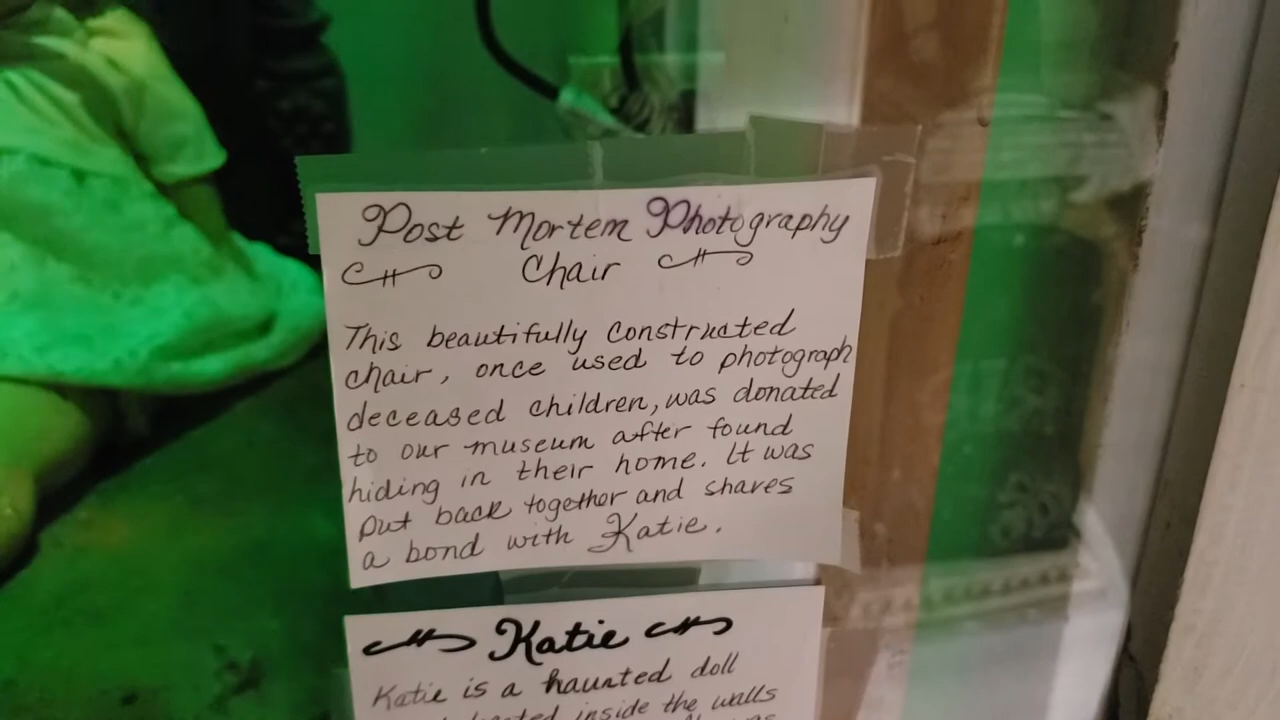 Post Mortem Photography
Chair
This beautifully constructed
chair, once used to photograph
deceased children, was donated
to our museum after found
hiding in their home. It was
put back together and shares
a bond with Katie.
Katie
Katie is a haunted doll
inside the walls